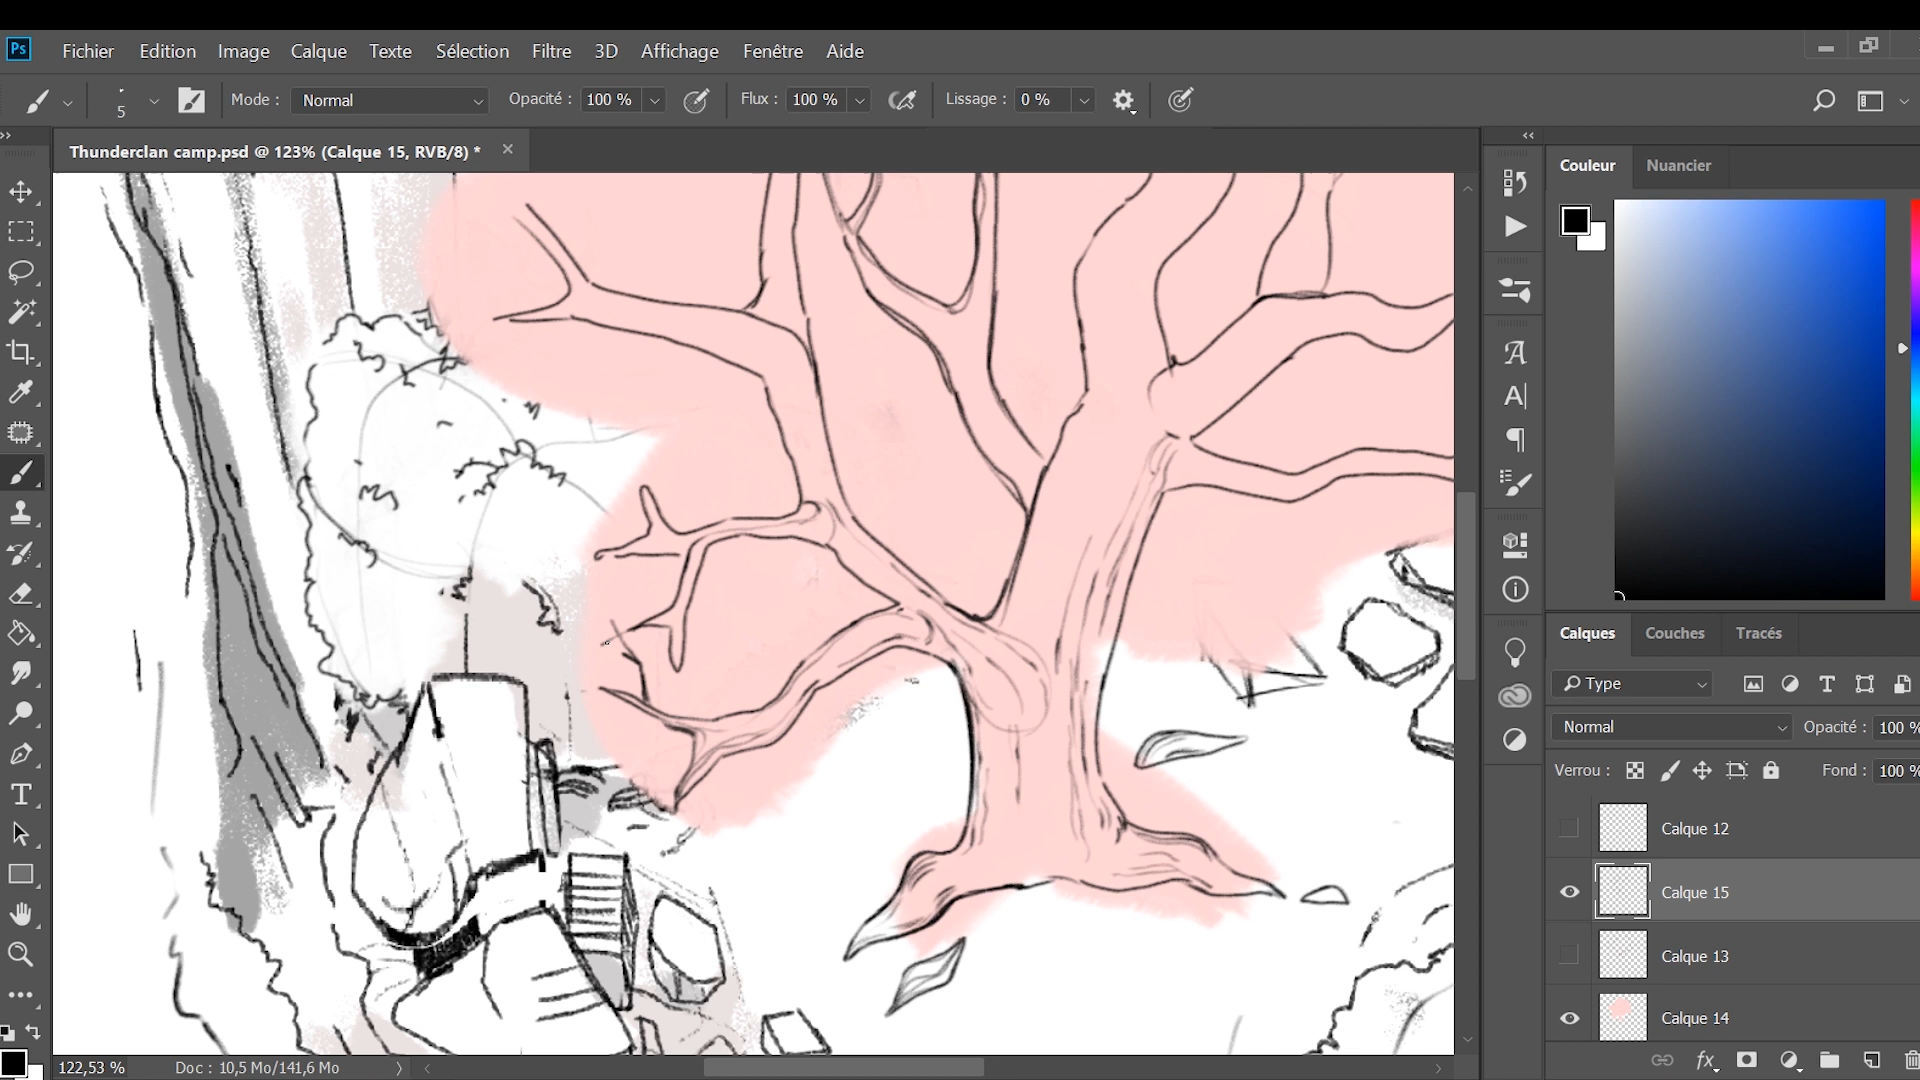 Ps Fichier Edition Image Calque Texte Sélection Filtre 3D Affichage Fenêtre Aide
5 Mode : Normal Opacité : 100 % Flux : 100 % Lissage : 0 %
Thunderclan camp.psd @ 123% (Calque 15, RVB/8) *
Couleur Nuancier
Calques Couches Tracés
Type
Normal Opacité : 100 %
Verrou : Fond : 100 %
Calque 12
Calque 15
Calque 13
Calque 14
fx
122,53 % Doc : 10,5 Mo/141,6 Mo